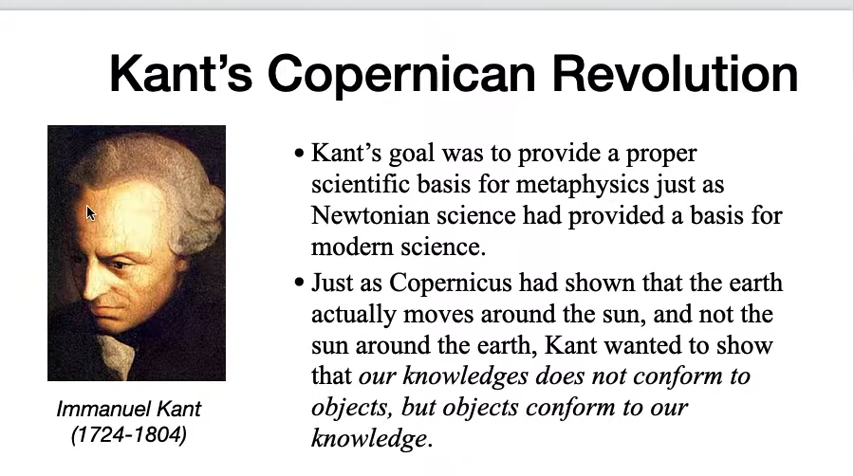 Kant’s Copernican Revolution
• Kant’s goal was to provide a proper
scientific basis for metaphysics just as
Newtonian science had provided a basis for
modern science.
• Just as Copernicus had shown that the earth
actually moves around the sun, and not the
sun around the earth, Kant wanted to show
that our knowledges does not conform to
objects, but objects conform to our
knowledge.
Immanuel Kant
(1724-1804)